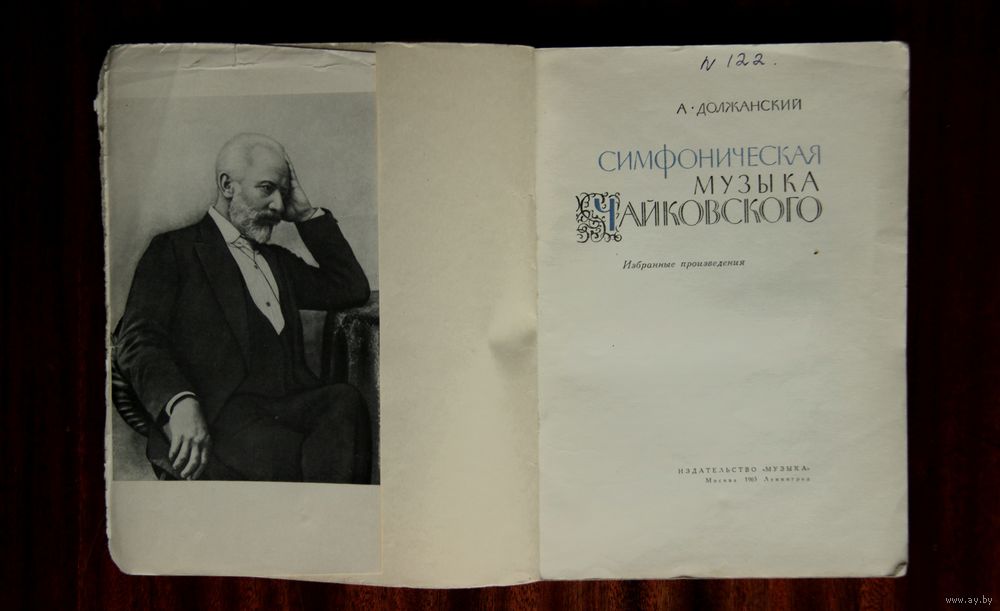 N 122.
А · ДОЛЖАНСКИЙ
СИМФОНИЧЕСКАЯ
МУЗЫКА
ЧАЙКОВСКОГО
Избранные произведения
ИЗДАТЕЛЬСТВО «МУЗЫКА»
Москва 1965 Ленинград
www.ay.by